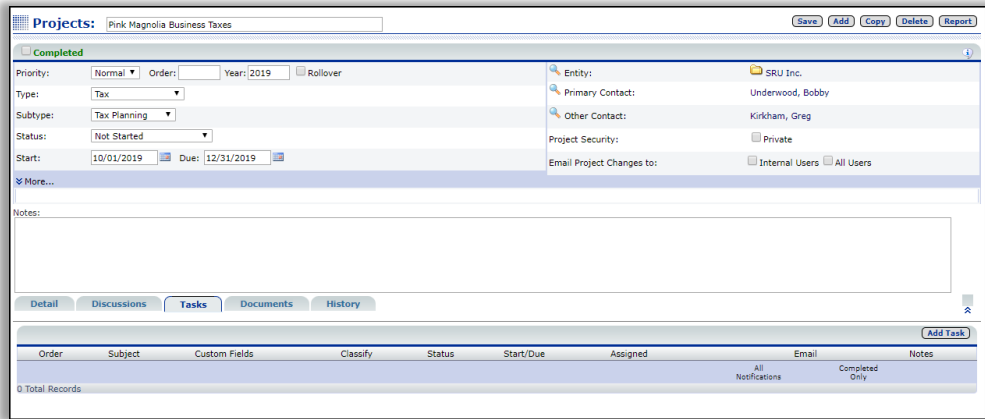 Projects: Pink Magnolia Business Taxes Save Add Copy Delete Report
Completed
Priority: Normal Order: Year: 2019 Rollover Entity: SRU Inc.
Type: Tax Primary Contact: Underwood, Bobby
Subtype: Tax Planning Other Contact: Kirkham, Greg
Status: Not Started Project Security: Private
Start: 10/01/2019 Due: 12/31/2019 Email Project Changes to: Internal Users All Users
More...
Notes:
Detail Discussions Tasks Documents History
Add Task
Order Subject Custom Fields Classify Status Start/Due Assigned Email Notes
All Completed
Notifications Only
0 Total Records